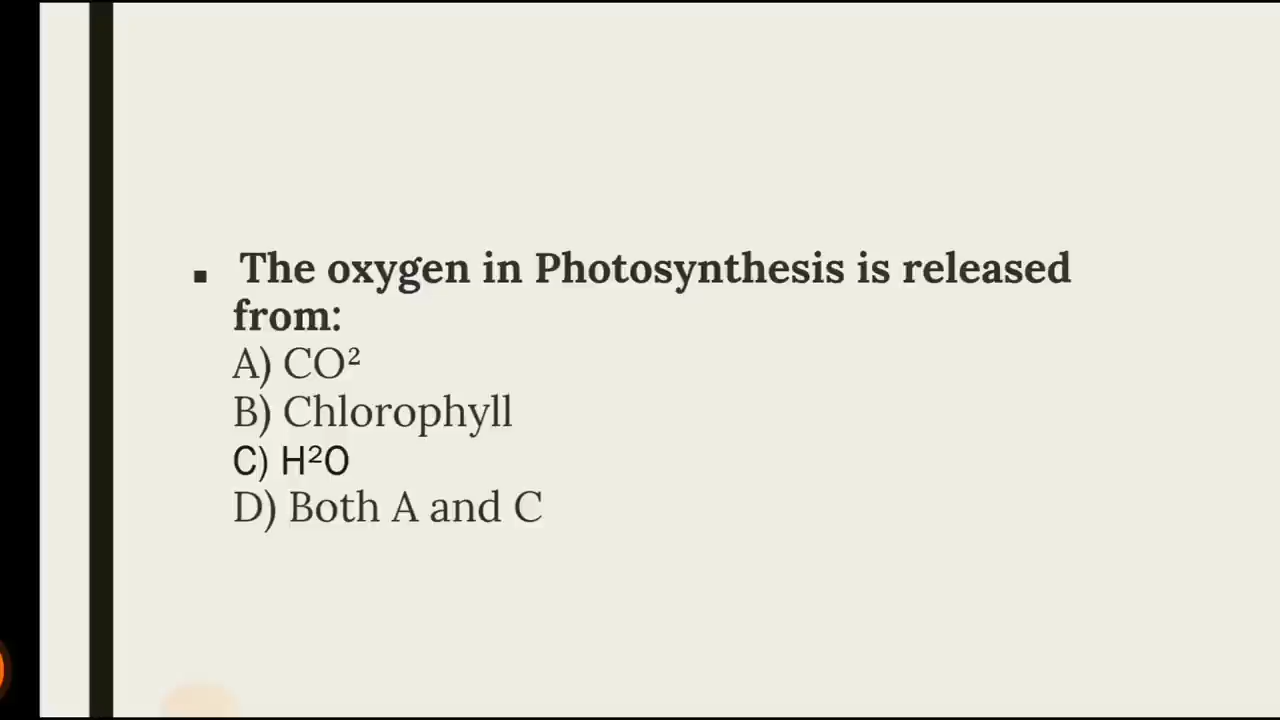 ▪ The oxygen in Photosynthesis is released
from:
A) CO²
B) Chlorophyll
C) H²O
D) Both A and C